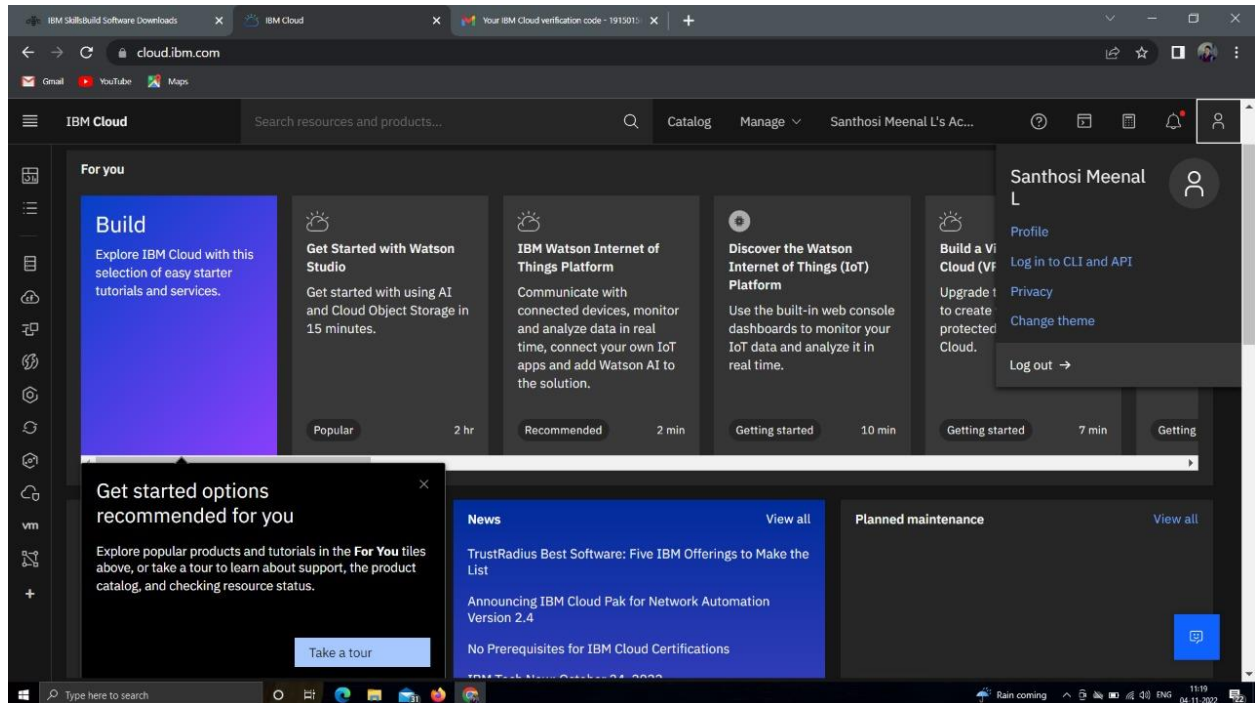 IBM SkillsBuild Software Downloads
IBM Cloud
Your IBM Cloud verification code - 1915015
cloud.ibm.com
Gmail
YouTube
Maps
IBM Cloud
Search resources and products...
Catalog
Manage
Santhosi Meenal L's Ac...
For you
Build
Explore IBM Cloud with this
selection of easy starter
tutorials and services.
Get Started with Watson
Studio
Get started with using AI
and Cloud Object Storage in
15 minutes.
Popular
2 hr
IBM Watson Internet of
Things Platform
Communicate with
connected devices, monitor
and analyze data in real
time, connect your own IoT
apps and add Watson AI to
the solution.
Recommended
2 min
Discover the Watson
Internet of Things (IoT)
Platform
Use the built-in web console
dashboards to monitor your
IoT data and analyze it in
real time.
Getting started
10 min
Build a Vi
Cloud (VP
Upgrade t
to create
protected
Cloud.
Getting started
7 min
Getting
Santhosi Meenal
L
Profile
Log in to CLI and API
Privacy
Change theme
Log out →
Get started options
recommended for you
Explore popular products and tutorials in the For You tiles
above, or take a tour to learn about support, the product
catalog, and checking resource status.
Take a tour
News
View all
TrustRadius Best Software: Five IBM Offerings to Make the
List
Announcing IBM Cloud Pak for Network Automation
Version 2.4
No Prerequisites for IBM Cloud Certifications
IBM Tech Now: October 24, 2022
Planned maintenance
View all
vm
Type here to search
Rain coming
ENG
11:19
04-11-2022